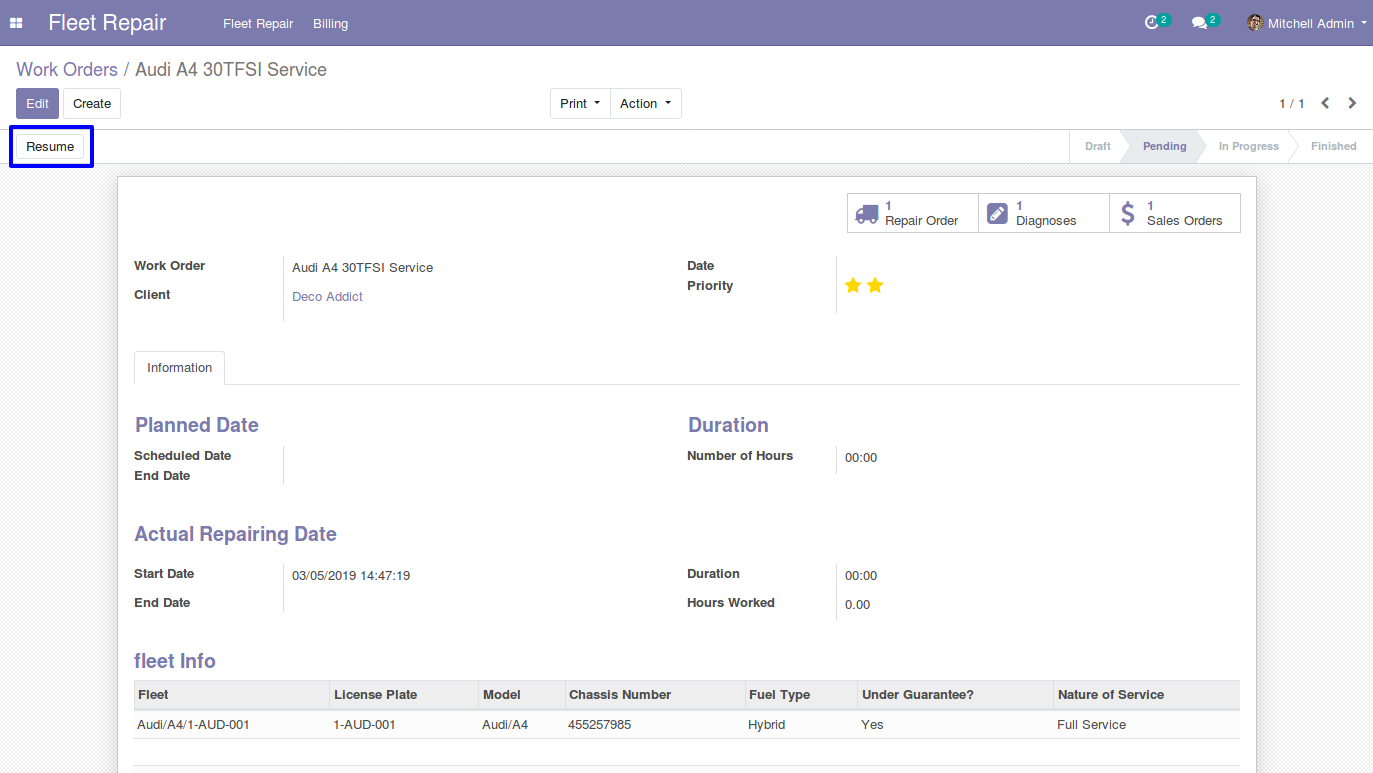 Fleet Repair Fleet Repair Billing 2 2 Mitchell Admin
Work Orders / Audi A4 30TFSI Service
Edit Create Print Action 1 / 1
Resume Draft Pending In Progress Finished
1 Repair Order 1 Diagnoses 1 Sales Orders
Work Order Audi A4 30TFSI Service Date
Client Deco Addict Priority
Information
Planned Date Duration
Scheduled Date Number of Hours 00:00
End Date
Actual Repairing Date
Start Date 03/05/2019 14:47:19 Duration 00:00
End Date Hours Worked 0.00
fleet Info
Fleet License Plate Model Chassis Number Fuel Type Under Guarantee? Nature of Service
Audi/A4/1-AUD-001 1-AUD-001 Audi/A4 455257985 Hybrid Yes Full Service